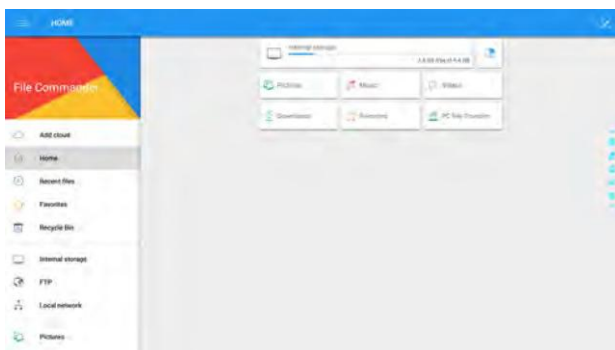 HOME
Internal storage
File Commander
Pictures
Music
Videos
Downloads
PC File Transfer
Add cloud
Home
Recent files
Favorites
Recycle Bin
Internal storage
FTP
Local network
Pictures